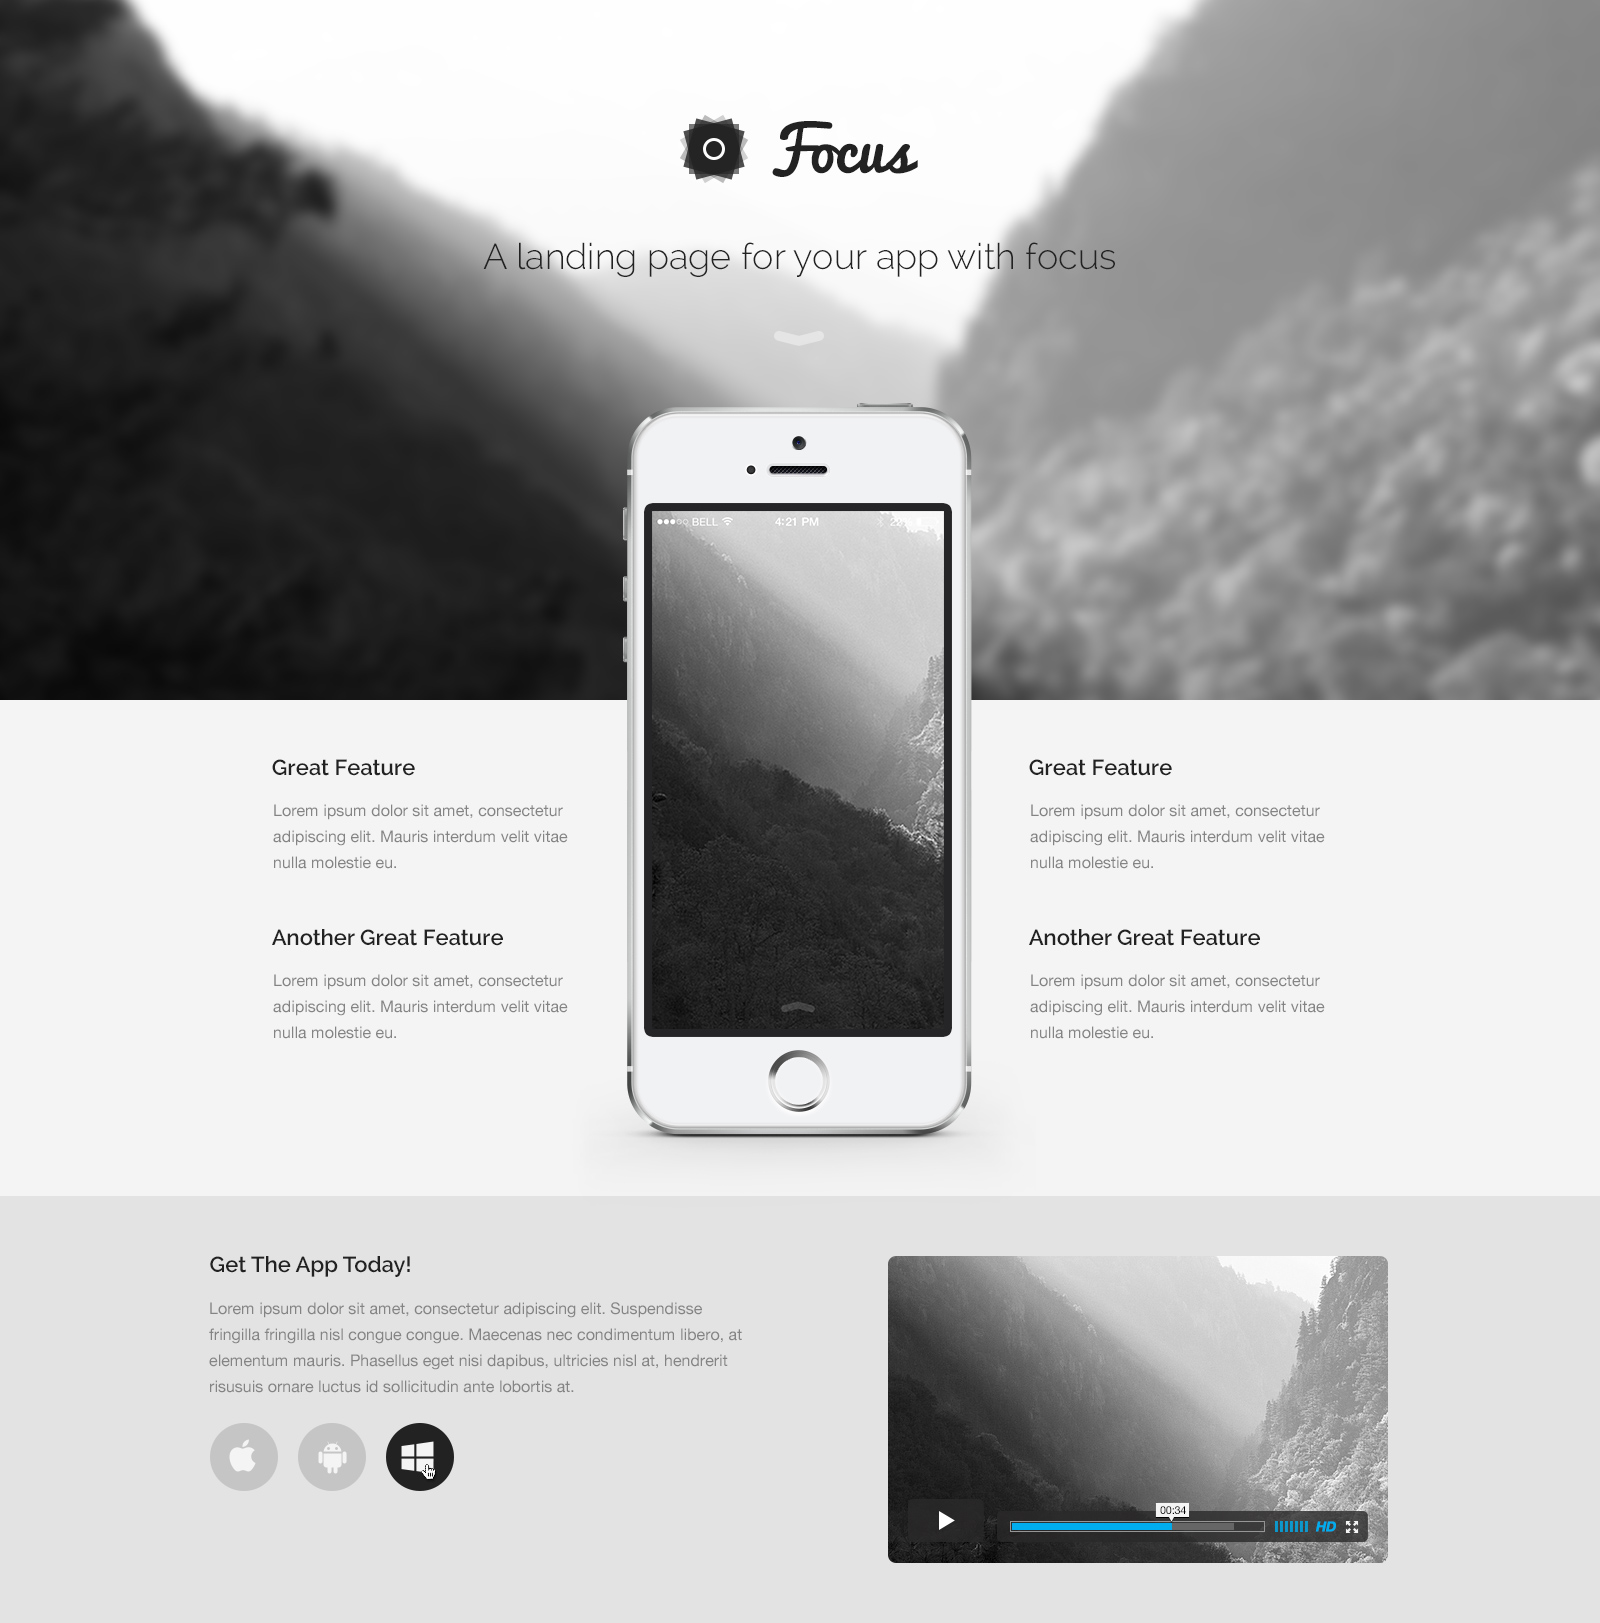 Focus
A landing page for your app with focus
BELL 4:21 PM
Great Feature
Lorem ipsum dolor sit amet, consectetur
adipiscing elit. Mauris interdum velit vitae
nulla molestie eu.
Another Great Feature
Lorem ipsum dolor sit amet, consectetur
adipiscing elit. Mauris interdum velit vitae
nulla molestie eu.
Great Feature
Lorem ipsum dolor sit amet, consectetur
adipiscing elit. Mauris interdum velit vitae
nulla molestie eu.
Another Great Feature
Lorem ipsum dolor sit amet, consectetur
adipiscing elit. Mauris interdum velit vitae
nulla molestie eu.
Get The App Today!
Lorem ipsum dolor sit amet, consectetur adipiscing elit. Suspendisse
fringilla fringilla nisl congue congue. Maecenas nec condimentum libero, at
elementum mauris. Phasellus eget nisi dapibus, ultricies nisl at, hendrerit
risusuis ornare luctus id sollicitudin ante lobortis at.
00:34
HD